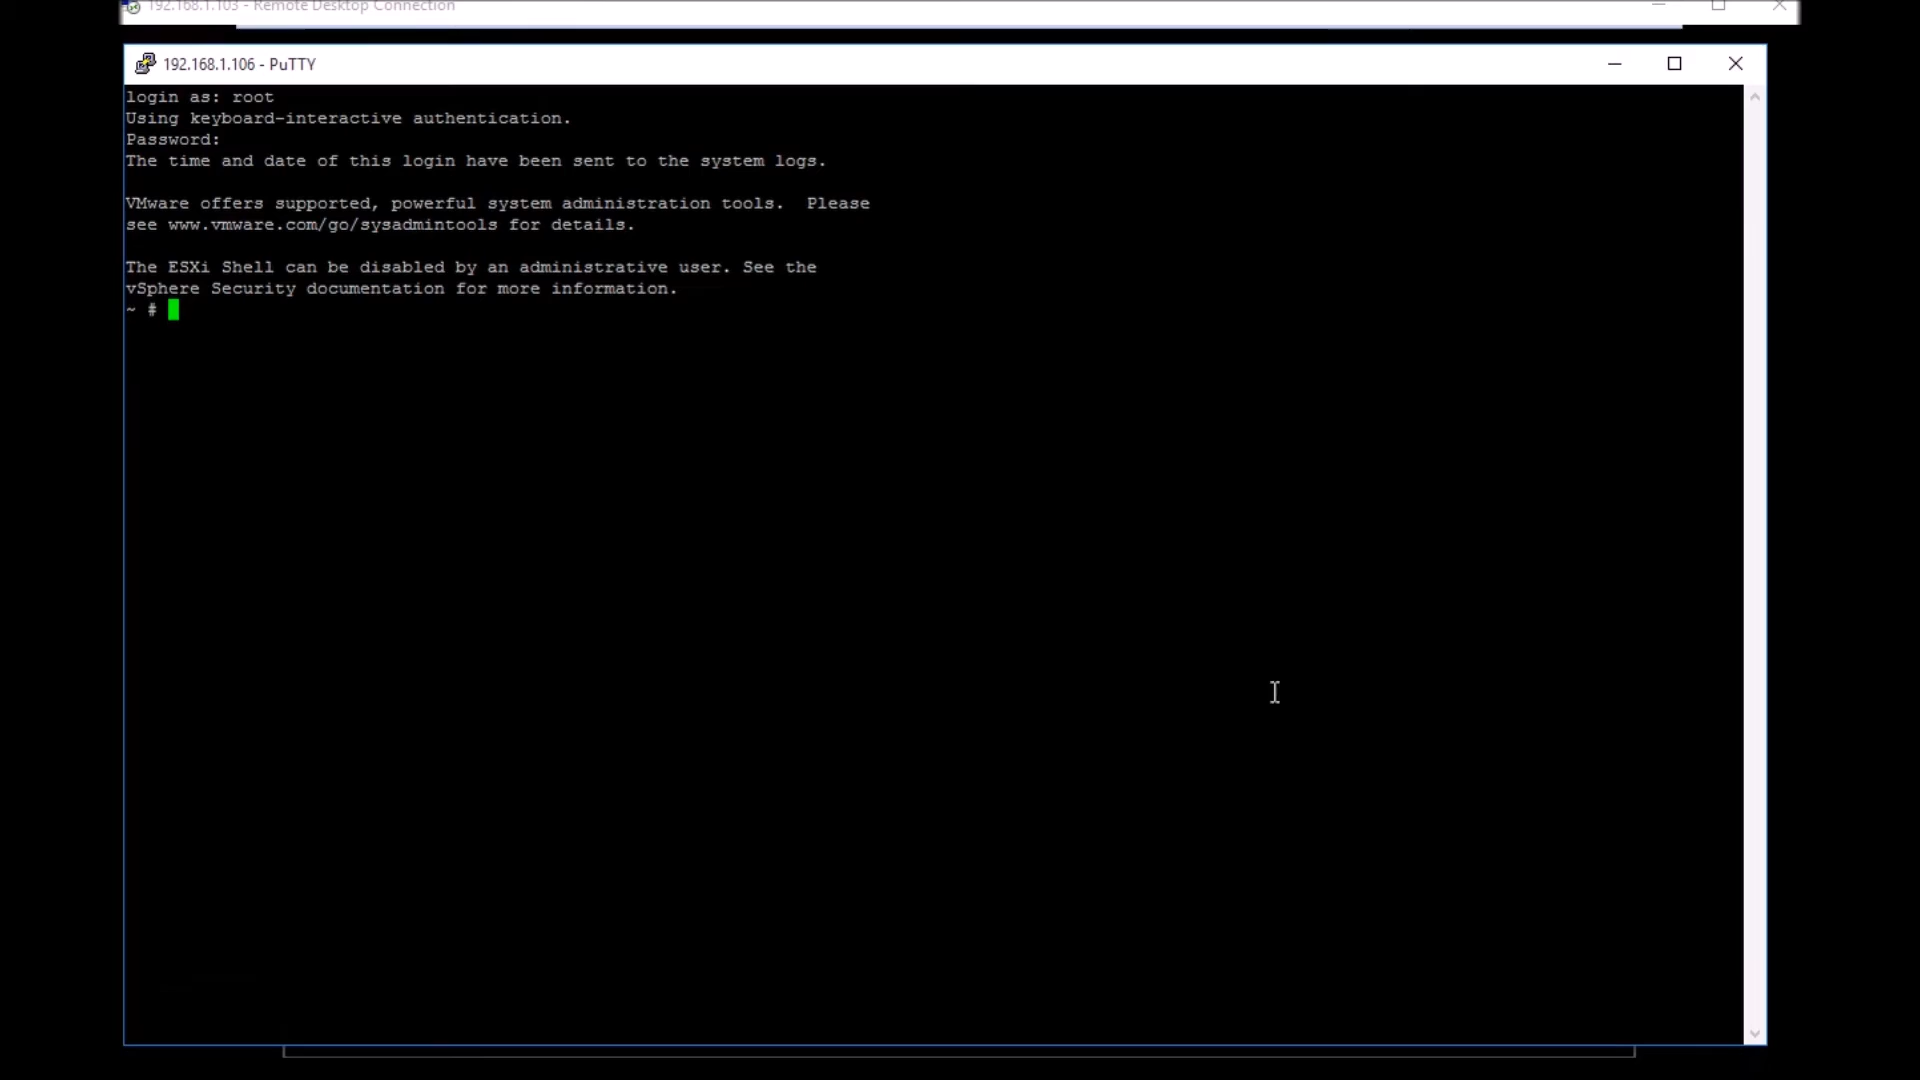 192.168.1.103 - Remote Desktop Connection
192.168.1.106 - PuTTY
login as: root
Using keyboard-interactive authentication.
Password:
The time and date of this login have been sent to the system logs.
VMware offers supported, powerful system administration tools.  Please
see www.vmware.com/go/sysadmintools for details.
The ESXi Shell can be disabled by an administrative user. See the
vSphere Security documentation for more information.
~ #